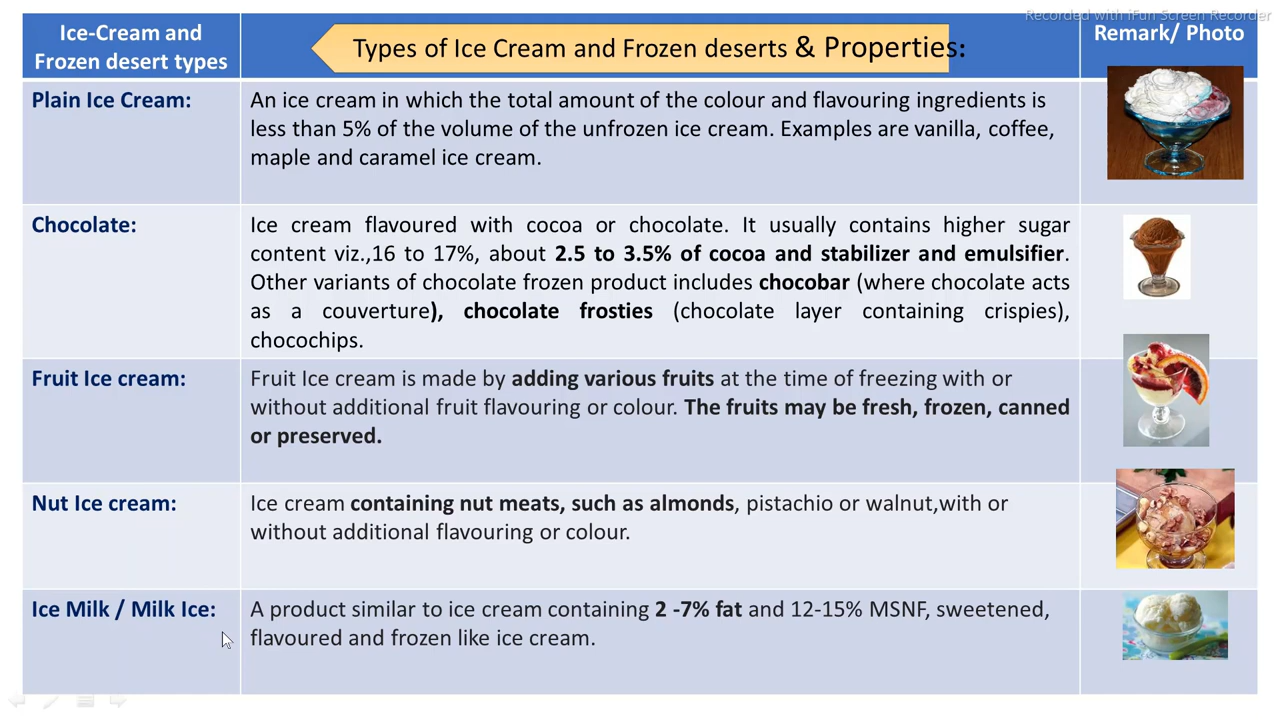 Recorded with iFun Screen Recorder
Ice-Cream and
Frozen desert types
Types of Ice Cream and Frozen deserts & Properties:
Remark/ Photo
Plain Ice Cream:
An ice cream in which the total amount of the colour and flavouring ingredients is
less than 5% of the volume of the unfrozen ice cream. Examples are vanilla, coffee,
maple and caramel ice cream.
Chocolate:
Ice cream flavoured with cocoa or chocolate. It usually contains higher sugar
content viz.,16 to 17%, about 2.5 to 3.5% of cocoa and stabilizer and emulsifier.
Other variants of chocolate frozen product includes chocobar (where chocolate acts
as a couverture), chocolate frosties (chocolate layer containing crispies),
chocochips.
Fruit Ice cream:
Fruit Ice cream is made by adding various fruits at the time of freezing with or
without additional fruit flavouring or colour. The fruits may be fresh, frozen, canned
or preserved.
Nut Ice cream:
Ice cream containing nut meats, such as almonds, pistachio or walnut,with or
without additional flavouring or colour.
Ice Milk / Milk Ice:
A product similar to ice cream containing 2 -7% fat and 12-15% MSNF, sweetened,
flavoured and frozen like ice cream.